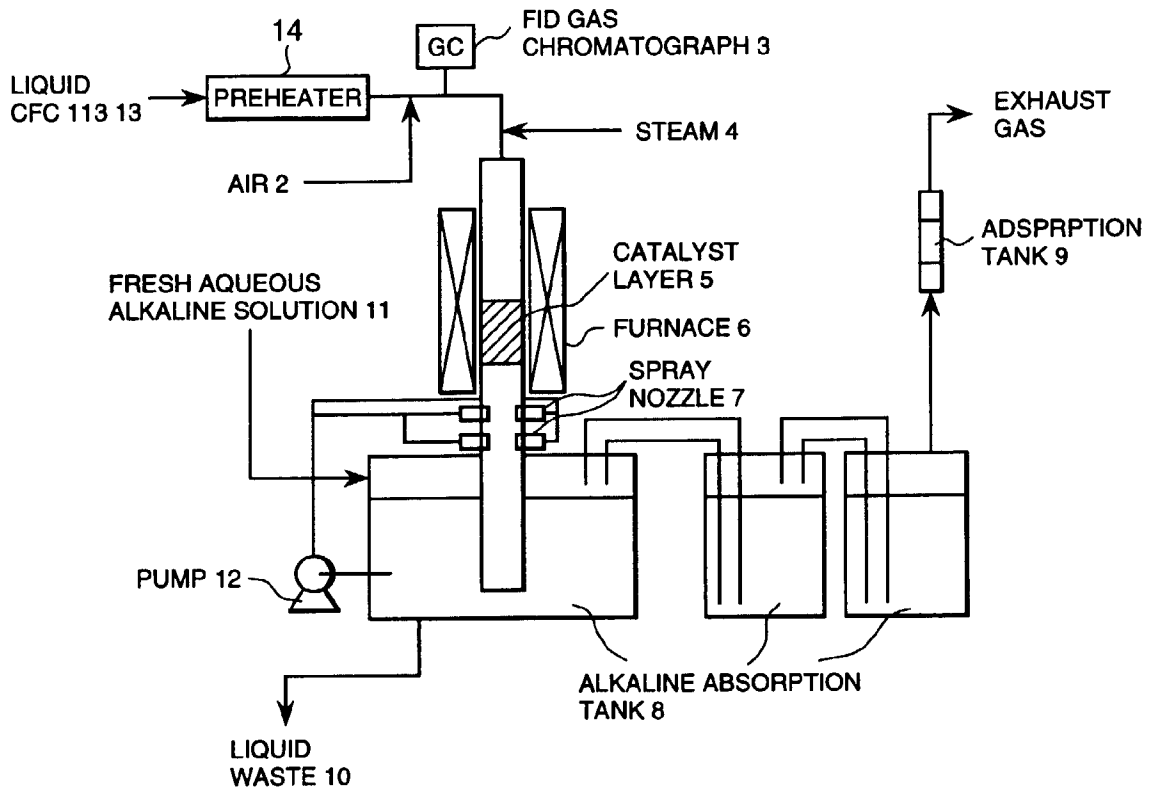 14
FID GAS
CHROMATOGRAPH 3
GC
LIQUID
CFC 113 13
PREHEATER
EXHAUST
GAS
STEAM 4
AIR 2
ADSPRPTION
TANK 9
CATALYST
LAYER 5
FRESH AQUEOUS
ALKALINE SOLUTION 11
FURNACE 6
SPRAY
NOZZLE 7
PUMP 12
ALKALINE ABSORPTION
TANK 8
LIQUID
WASTE 10